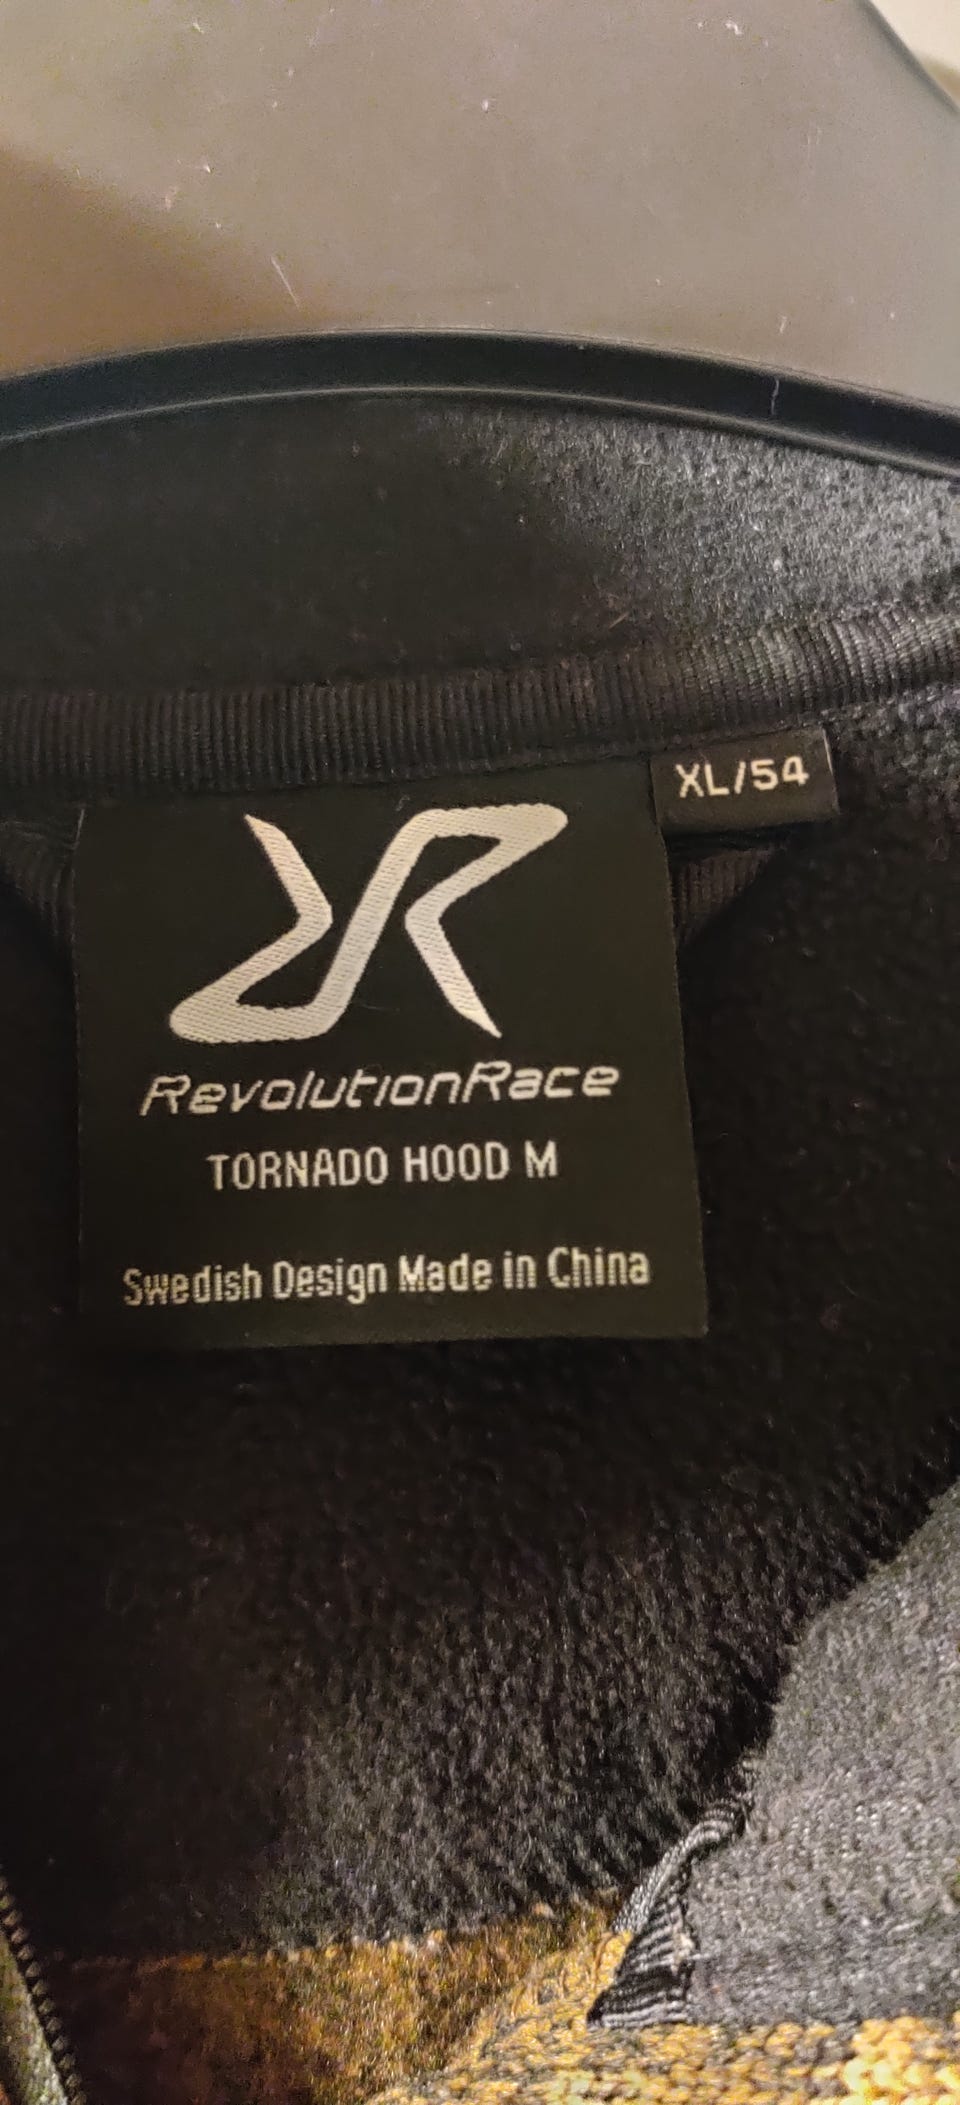 XL/54
RevolutionRace
TORNADO HOOD M
Swedish Design Made in China